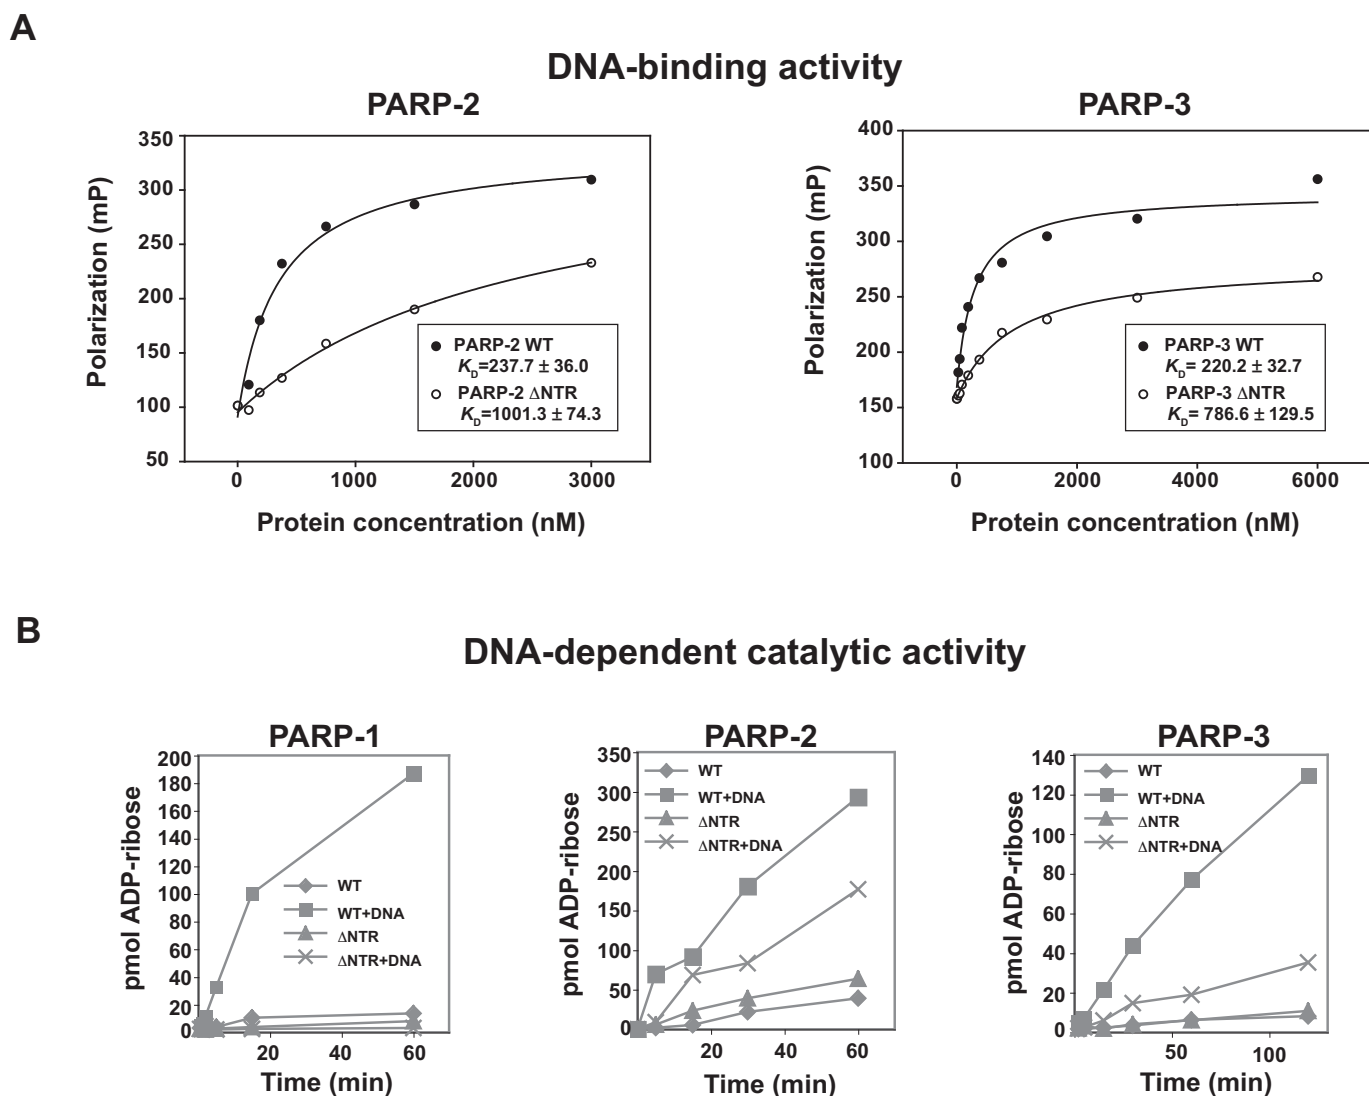 A
DNA-binding activity
PARP-2
Polarization (mP)
350
300
250
200
150
100
50
0
1000
2000
3000
Protein concentration (nM)
PARP-2 WT
KD=237.7 ± 36.0
PARP-2 ΔNTR
KD=1001.3 ± 74.3
PARP-3
Polarization (mP)
400
350
300
250
200
150
100
0
2000
4000
6000
Protein concentration (nM)
PARP-3 WT
KD= 220.2 ± 32.7
PARP-3 ΔNTR
KD= 786.6 ± 129.5
B
DNA-dependent catalytic activity
PARP-1
pmol ADP-ribose
200
180
160
140
120
100
80
60
40
20
0
20
40
60
Time (min)
WT
WT+DNA
ΔNTR
ΔNTR+DNA
PARP-2
pmol ADP-ribose
350
300
250
200
150
100
50
0
20
40
60
Time (min)
WT
WT+DNA
ΔNTR
ΔNTR+DNA
PARP-3
pmol ADP-ribose
140
120
100
80
60
40
20
0
50
100
Time (min)
WT
WT+DNA
ΔNTR
ΔNTR+DNA